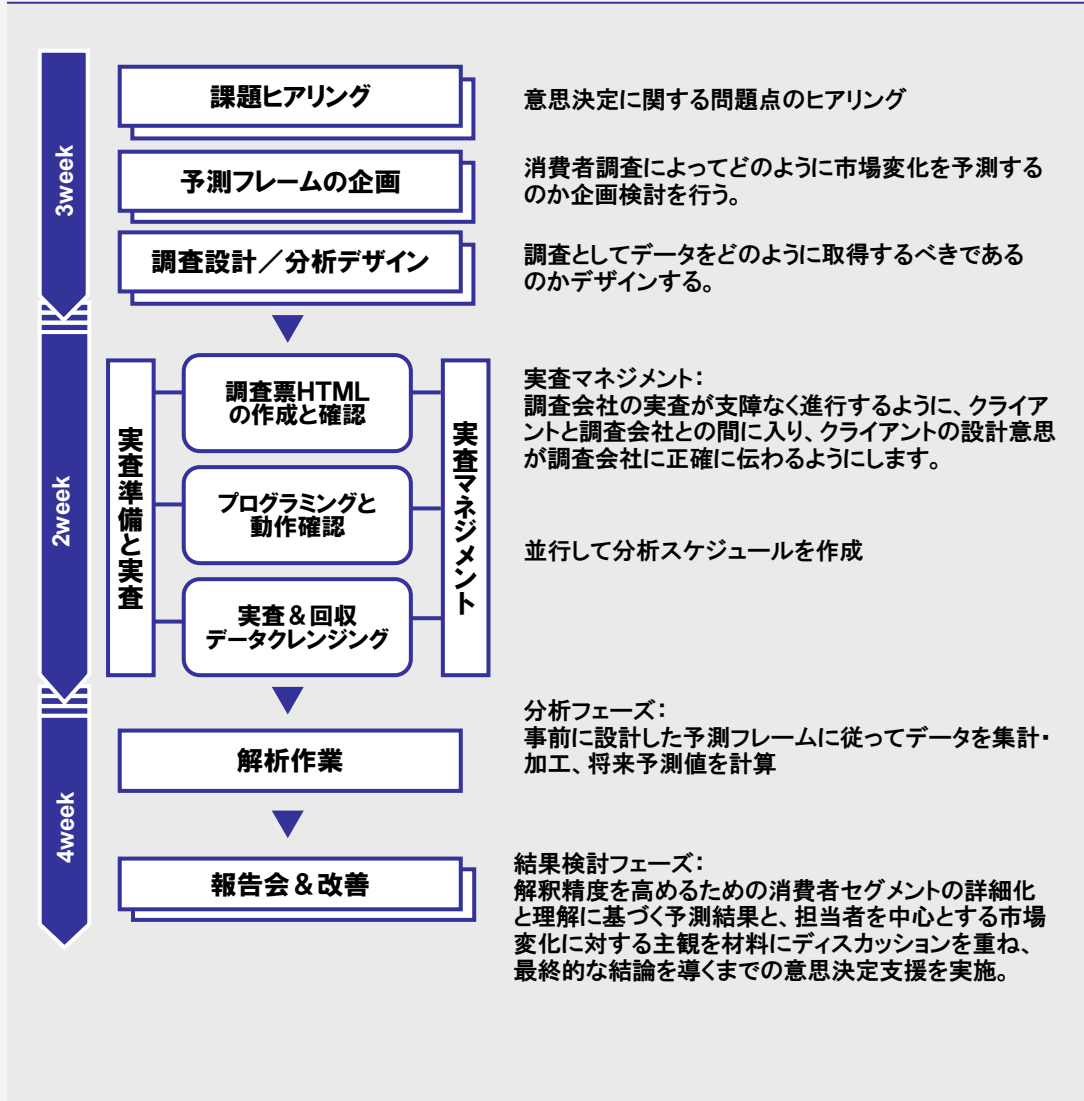 3week
課題ヒアリング
意思決定に関する問題点のヒアリング
予測フレームの企画
消費者調査によってどのように市場変化を予測する
のか企画検討を行う。
調査設計／分析デザイン
調査としてデータをどのように取得するべきである
のかデザインする。
2week
実査準備と実査
調査票HTML
の作成と確認
プログラミングと
動作確認
実査＆回収
データクレンジング
実査マネジメント
実査マネジメント：
調査会社の実査が支障なく進行するように、クライア
ントと調査会社との間に入り、クライアントの設計意思
が調査会社に正確に伝わるようにします。
並行して分析スケジュールを作成
4week
解析作業
分析フェーズ：
事前に設計した予測フレームに従ってデータを集計・
加工、将来予測値を計算
報告会＆改善
結果検討フェーズ：
解釈精度を高めるための消費者セグメントの詳細化
と理解に基づく予測結果と、担当者を中心とする市場
変化に対する主観を材料にディスカッションを重ね、
最終的な結論を導くまでの意思決定支援を実施。